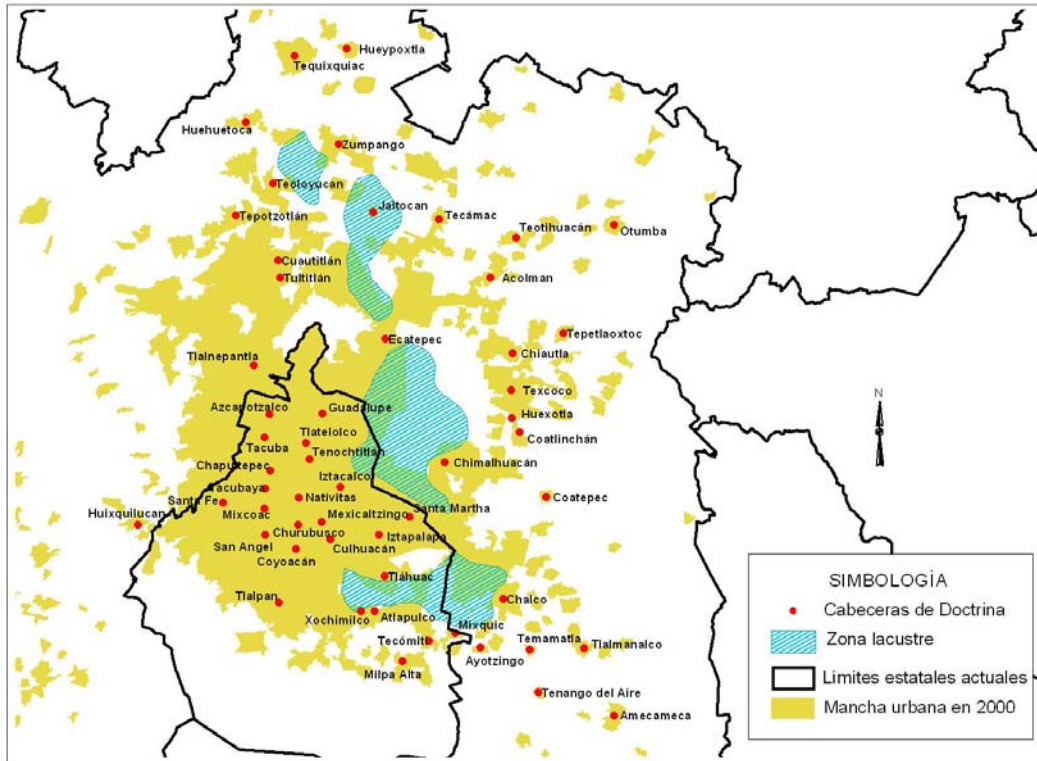 Hueypoxtla
Tequixquiac
Huehuetoca
Zumpango
Teoloyucan
Jaltocan
Tepotzotlán
Tecámac
Teotihuacán
Otumba
Cuautitlán
Tultitlán
Acolman
Ecatepec
Tepetlaoxtoc
Chiautla
Tlalnepantla
Texcoco
Azcapotzalco
Guadalupe
Huexotla
Tlatelolco
Coatlinchán
Tacuba
Tenochtitlán
Chapultepec
Chimalhuacán
Iztacalco
Tacubaya
Nativitas
Coatepec
Santa Fe
Huixquilucan
Mixcoac
Mexicaltzingo
Santa Martha
Churubusco
Iztapalapa
San Angel
Culhuacán
Coyoacán
Tláhuac
Tlalpan
Chalco
Xochimilco
Atlapulco
Mixquic
Tecómitl
Temamatla
Tlalmanalco
Ayotzingo
Milpa Alta
Tenango del Aire
Amecameca
N
SIMBOLOGÍA
Cabeceras de Doctrina
Zona lacustre
Limites estatales actuales
Mancha urbana en 2000